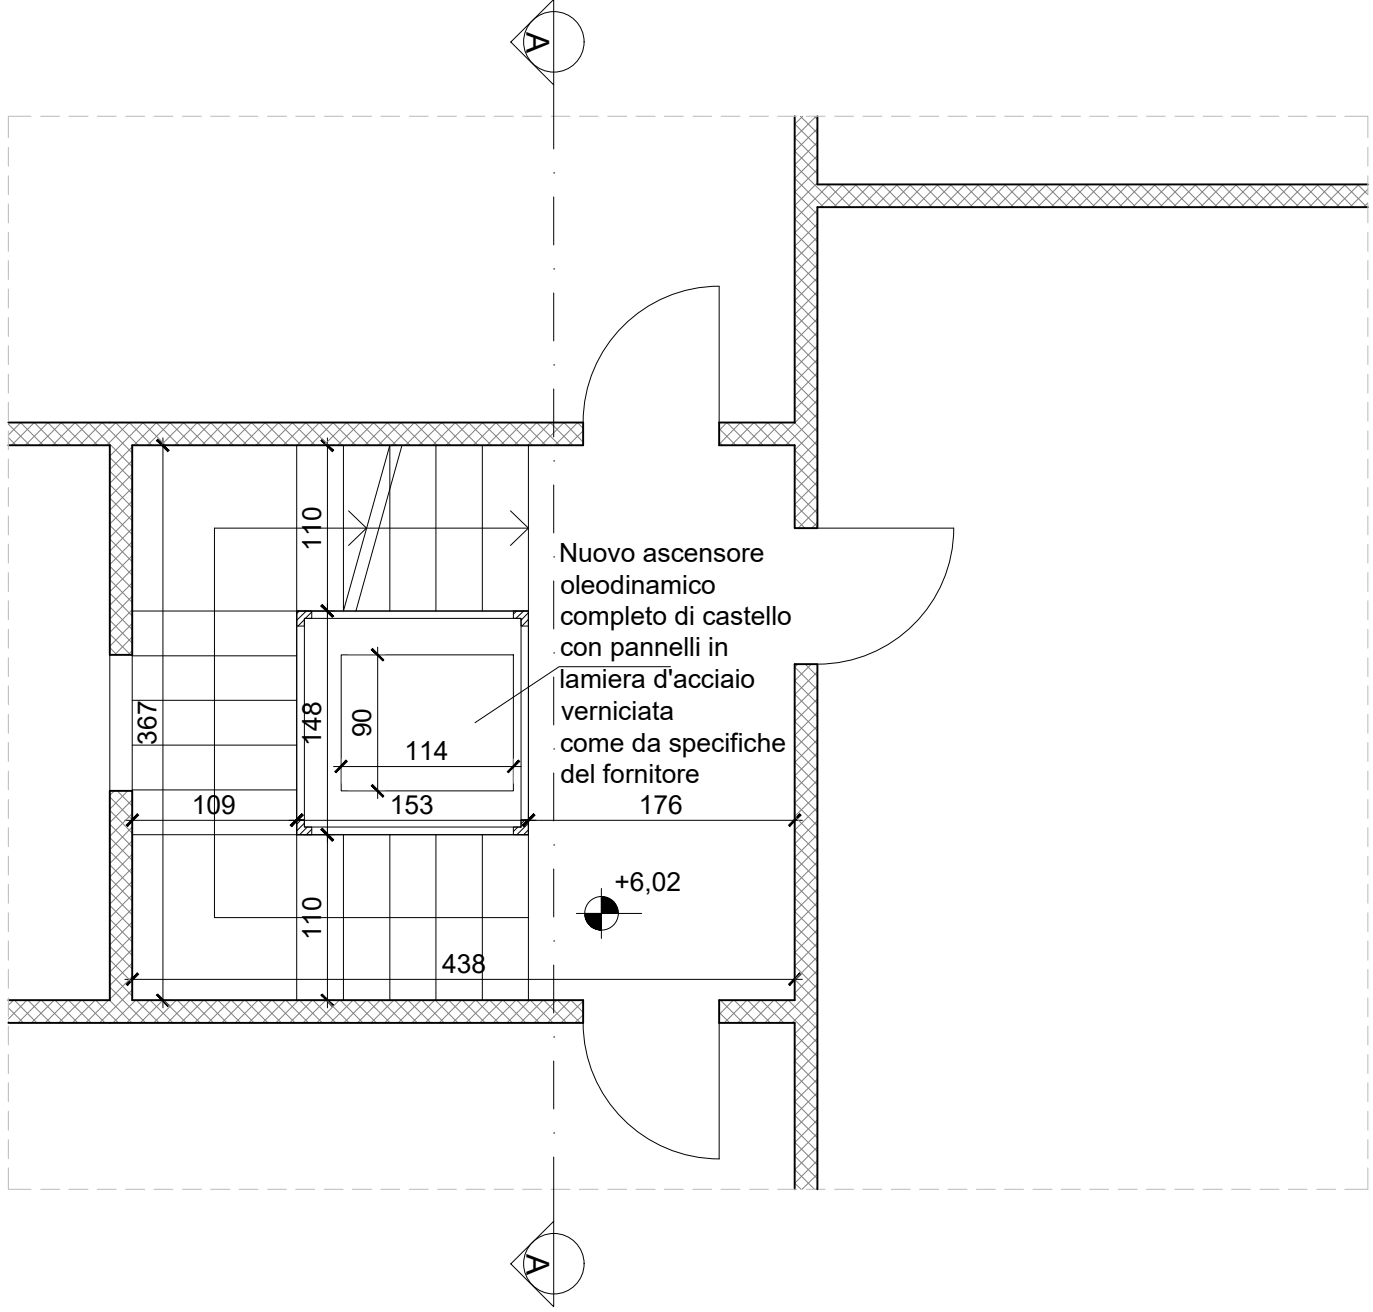 A
110
Nuovo ascensore
oleodinamico
completo di castello
con pannelli in
lamiera d'acciaio
verniciata
come da specifiche
del fornitore
367
148
90
114
109
153
176
+6,02
110
438
A